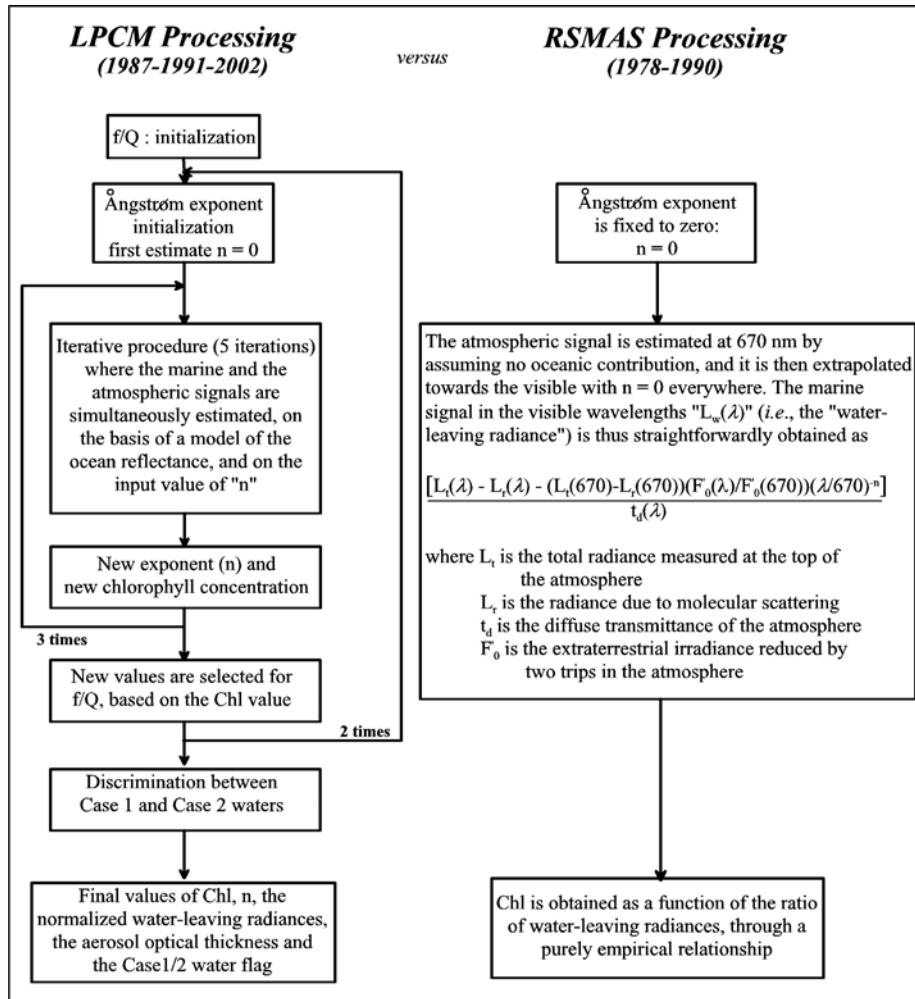 LPCM Processing
(1987-1991-2002)
versus
RSMAS Processing
(1978-1990)
f/Q : initialization
Ångstrøm exponent
initialization
first estimate n = 0
Iterative procedure (5 iterations)
where the marine and the
atmospheric signals are
simultaneously estimated, on
the basis of a model of the
ocean reflectance, and on the
input value of "n"
New exponent (n) and
new chlorophyll concentration
3 times
New values are selected for
f/Q, based on the Chl value
2 times
Discrimination between
Case 1 and Case 2 waters
Final values of Chl, n, the
normalized water-leaving radiances,
the aerosol optical thickness and
the Case1/2 water flag
Ångstrøm exponent
is fixed to zero:
n = 0
The atmospheric signal is estimated at 670 nm by
assuming no oceanic contribution, and it is then extrapolated
towards the visible with n = 0 everywhere. The marine
signal in the visible wavelengths "Lw(λ)" (i.e., the "water-
leaving radiance") is thus straightforwardly obtained as
[Lt(λ) - Lr(λ) - (Lt(670)-Lr(670))(F'0(λ)/F'0(670))(λ/670)-n]
td(λ)
where Lt is the total radiance measured at the top of
the atmosphere
Lr is the radiance due to molecular scattering
td is the diffuse transmittance of the atmosphere
F'0 is the extraterrestrial irradiance reduced by
two trips in the atmosphere
Chl is obtained as a function of the ratio
of water-leaving radiances, through a
purely empirical relationship